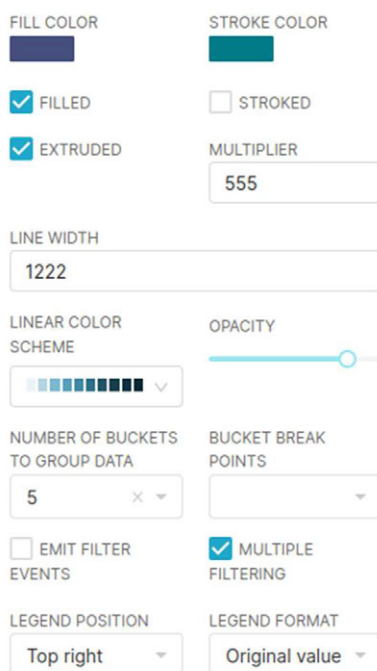 FILL COLOR
STROKE COLOR
FILLED
STROKED
EXTRUDED
MULTIPLIER
555
LINE WIDTH
1222
LINEAR COLOR
SCHEME
OPACITY
NUMBER OF BUCKETS
TO GROUP DATA
BUCKET BREAK
POINTS
5
EMIT FILTER
EVENTS
MULTIPLE
FILTERING
LEGEND POSITION
LEGEND FORMAT
Top right
Original value